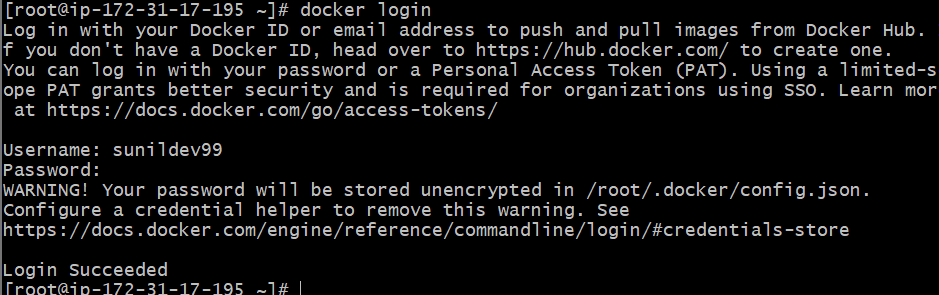 [root@ip-172-31-17-195 ~]# docker login
Log in with your Docker ID or email address to push and pull images from Docker Hub.
f you don't have a Docker ID, head over to https://hub.docker.com/ to create one.
You can log in with your password or a Personal Access Token (PAT). Using a limited-s
ope PAT grants better security and is required for organizations using SSO. Learn mor
at https://docs.docker.com/go/access-tokens/
Username: sunildev99
Password:
WARNING! Your password will be stored unencrypted in /root/.docker/config.json.
Configure a credential helper to remove this warning. See
https://docs.docker.com/engine/reference/commandline/login/#credentials-store
Login Succeeded
[root@ip-172-31-17-195 ~]#